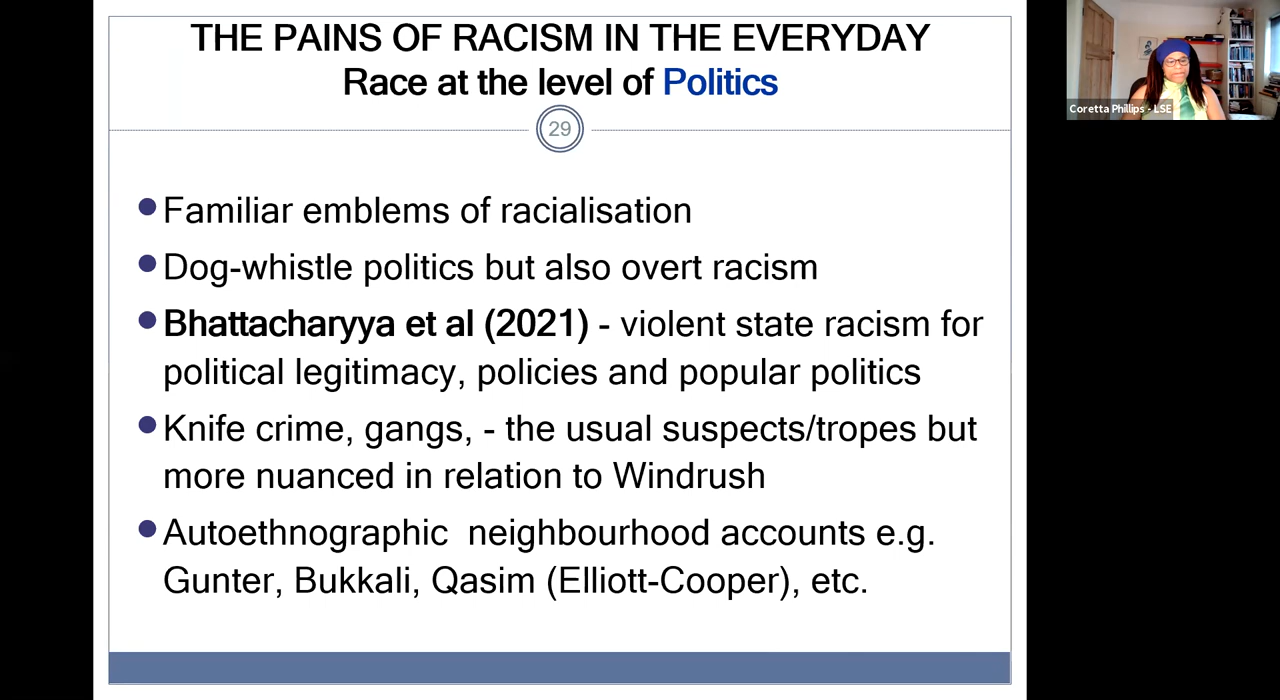 THE PAINS OF RACISM IN THE EVERYDAY
Race at the level of Politics
29
Familiar emblems of racialisation
Dog-whistle politics but also overt racism
Bhattacharyya et al (2021) - violent state racism for
political legitimacy, policies and popular politics
Knife crime, gangs, - the usual suspects/tropes but
more nuanced in relation to Windrush
Autoethnographic  neighbourhood accounts e.g.
Gunter, Bukkali, Qasim (Elliott-Cooper), etc.
Coretta Phillips - LSE